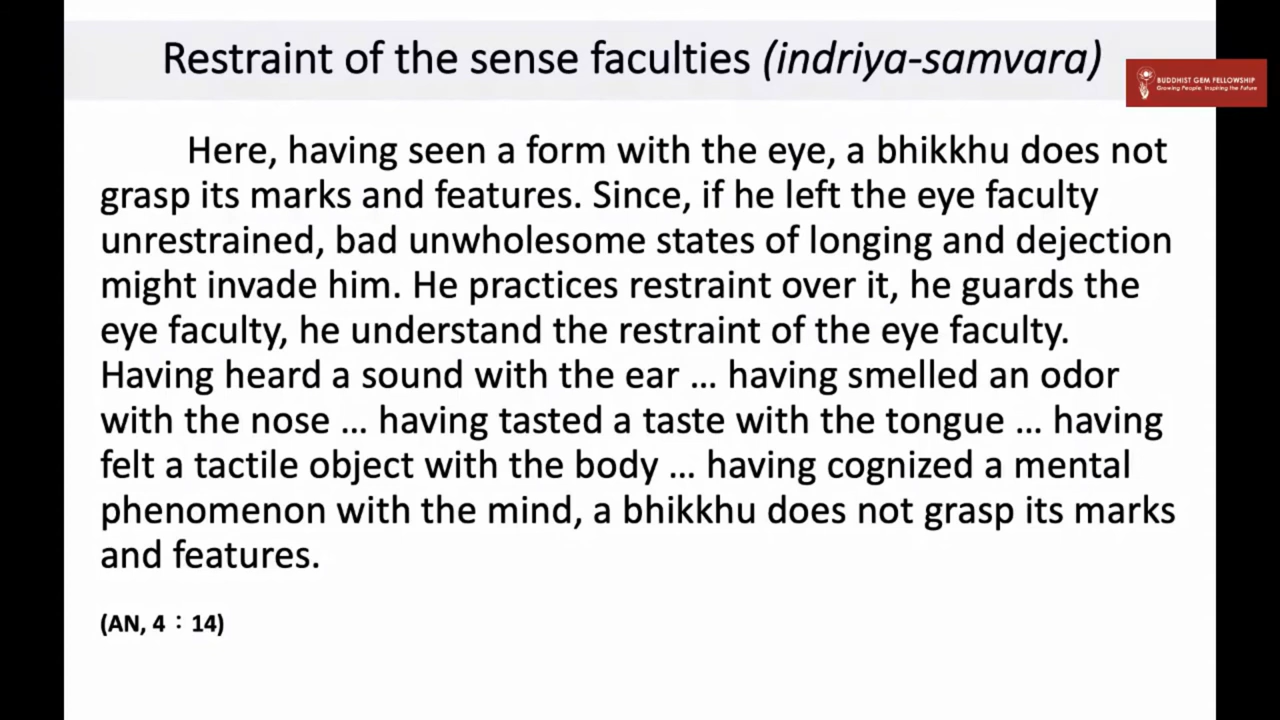 Restraint of the sense faculties (indriya-samvara)
BUDDHIST GEM FELLOWSHIP
Growing People, Inspiring the Future
Here, having seen a form with the eye, a bhikkhu does not
grasp its marks and features. Since, if he left the eye faculty
unrestrained, bad unwholesome states of longing and dejection
might invade him. He practices restraint over it, he guards the
eye faculty, he understand the restraint of the eye faculty.
Having heard a sound with the ear ... having smelled an odor
with the nose ... having tasted a taste with the tongue ... having
felt a tactile object with the body ... having cognized a mental
phenomenon with the mind, a bhikkhu does not grasp its marks
and features.
(AN, 4：14)